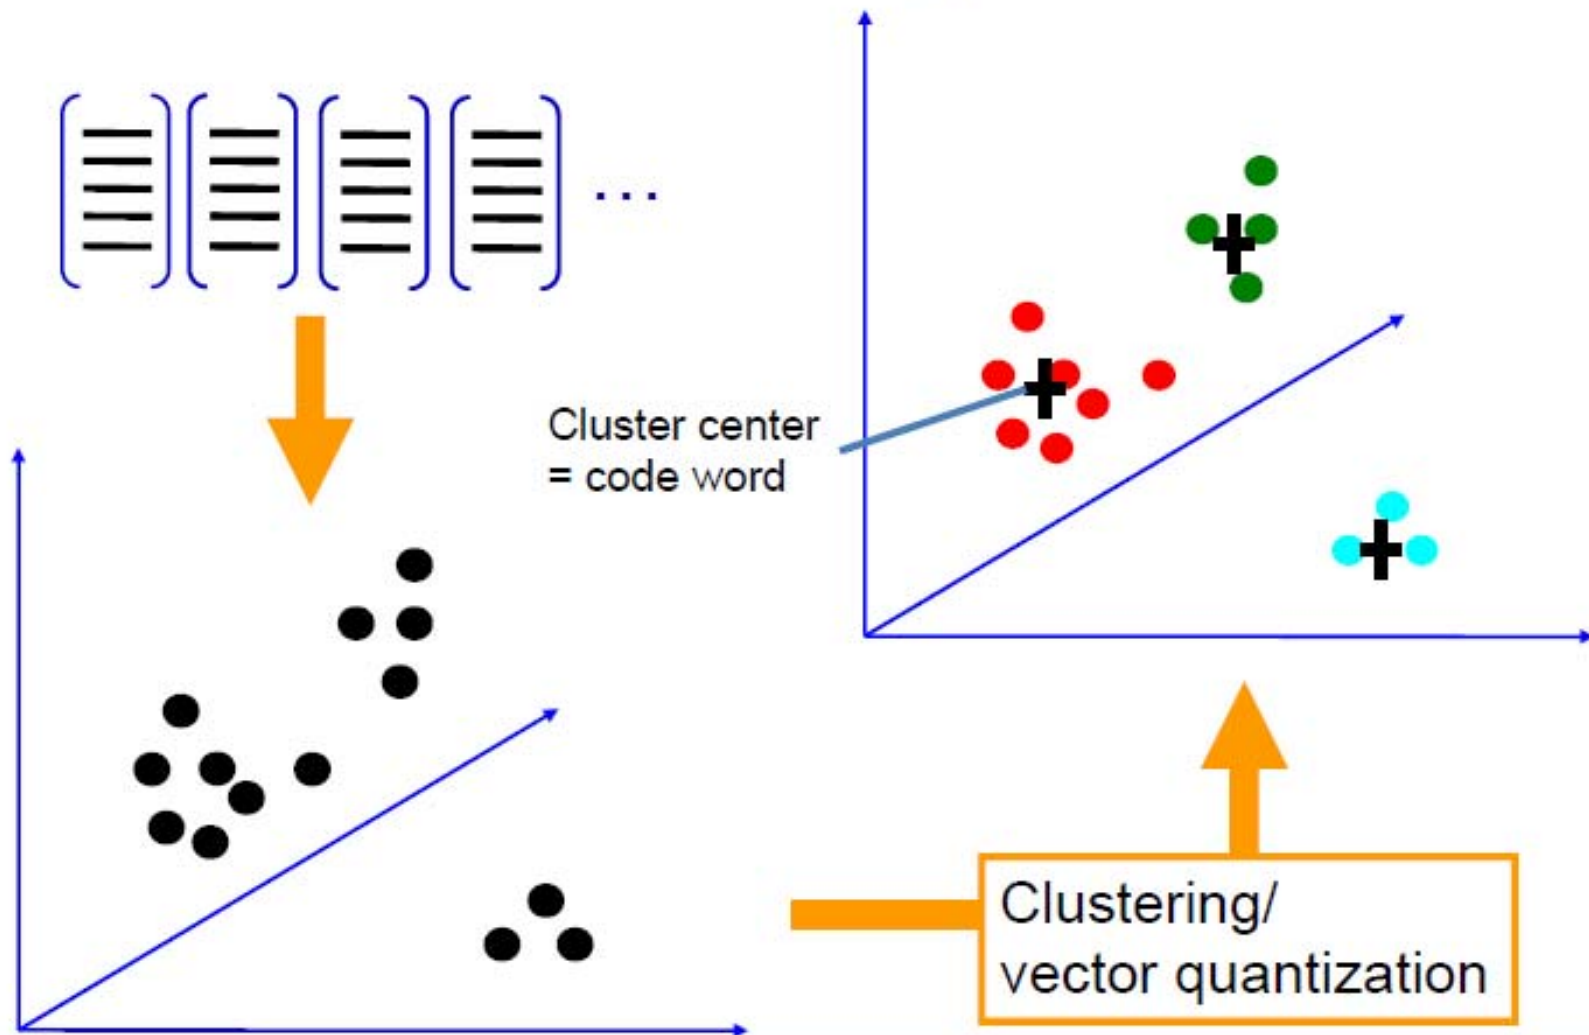 . . .
Cluster center
= code word
Clustering/
vector quantization